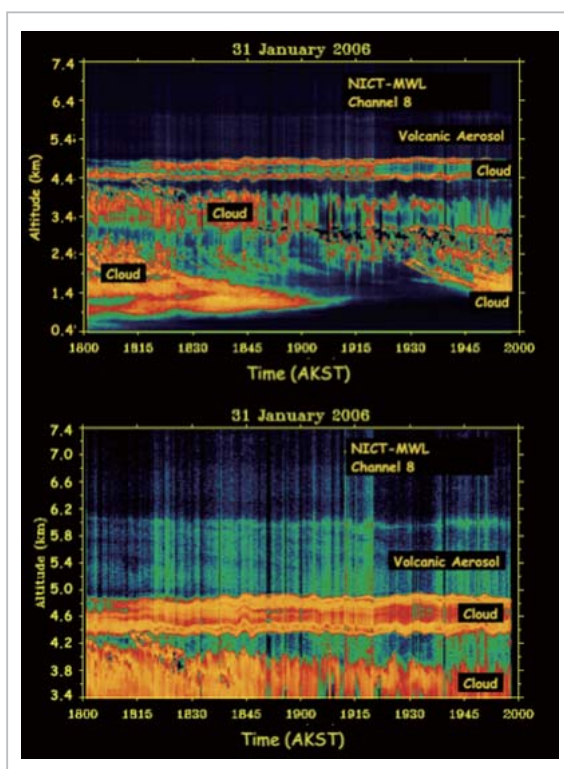 31 January 2006
7.4
NICT-MWL
Channel 8
6.4
Volcanic Aerosol
5.4
Cloud
4.4
Cloud
3.4
2.4
Cloud
1.4
Cloud
0.4
Altitude (km)
1800 1815 1830 1845 1900 1915 1930 1945 2000
Time (AKST)
31 January 2006
7.4
NICT-MWL
Channel 8
7.0
6.6
6.2
5.8
Volcanic Aerosol
5.4
5.0
Cloud
4.6
4.2
3.8
Cloud
3.4
Altitude (km)
1800 1815 1830 1845 1900 1915 1930 1945 2000
Time (AKST)